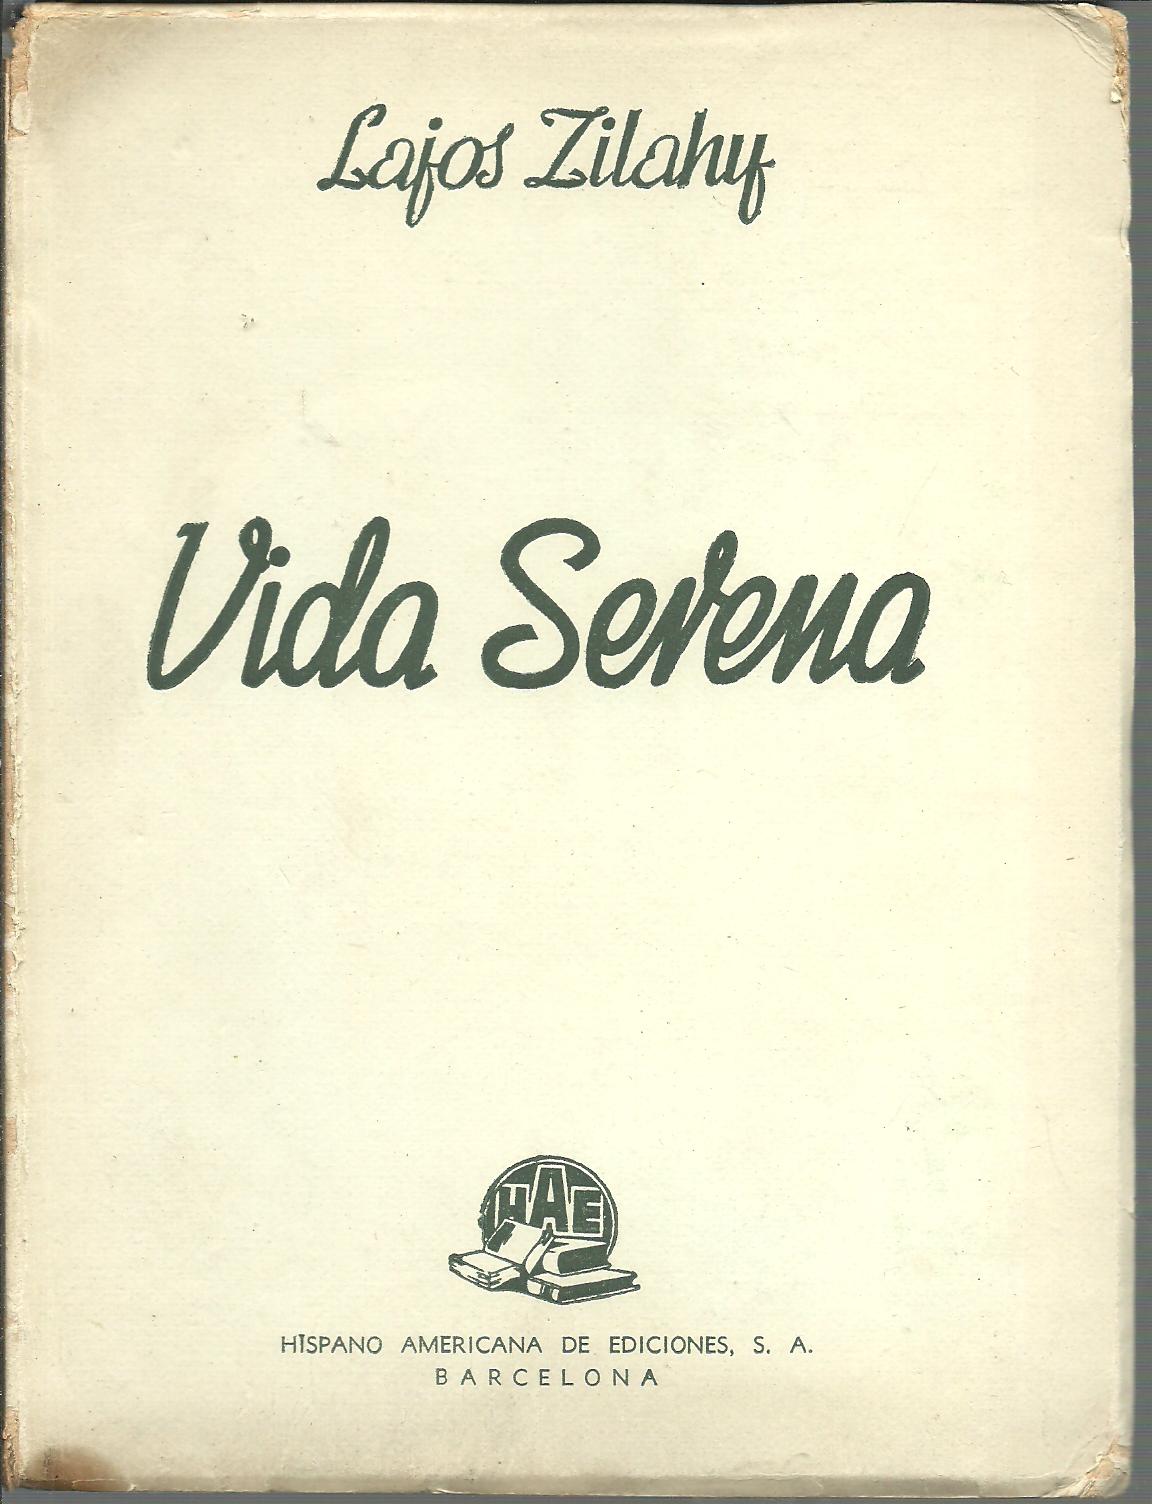 Lajos Zilahy
Vida Serena
HAE
HISPANO AMERICANA DE EDICIONES, S. A.
BARCELONA